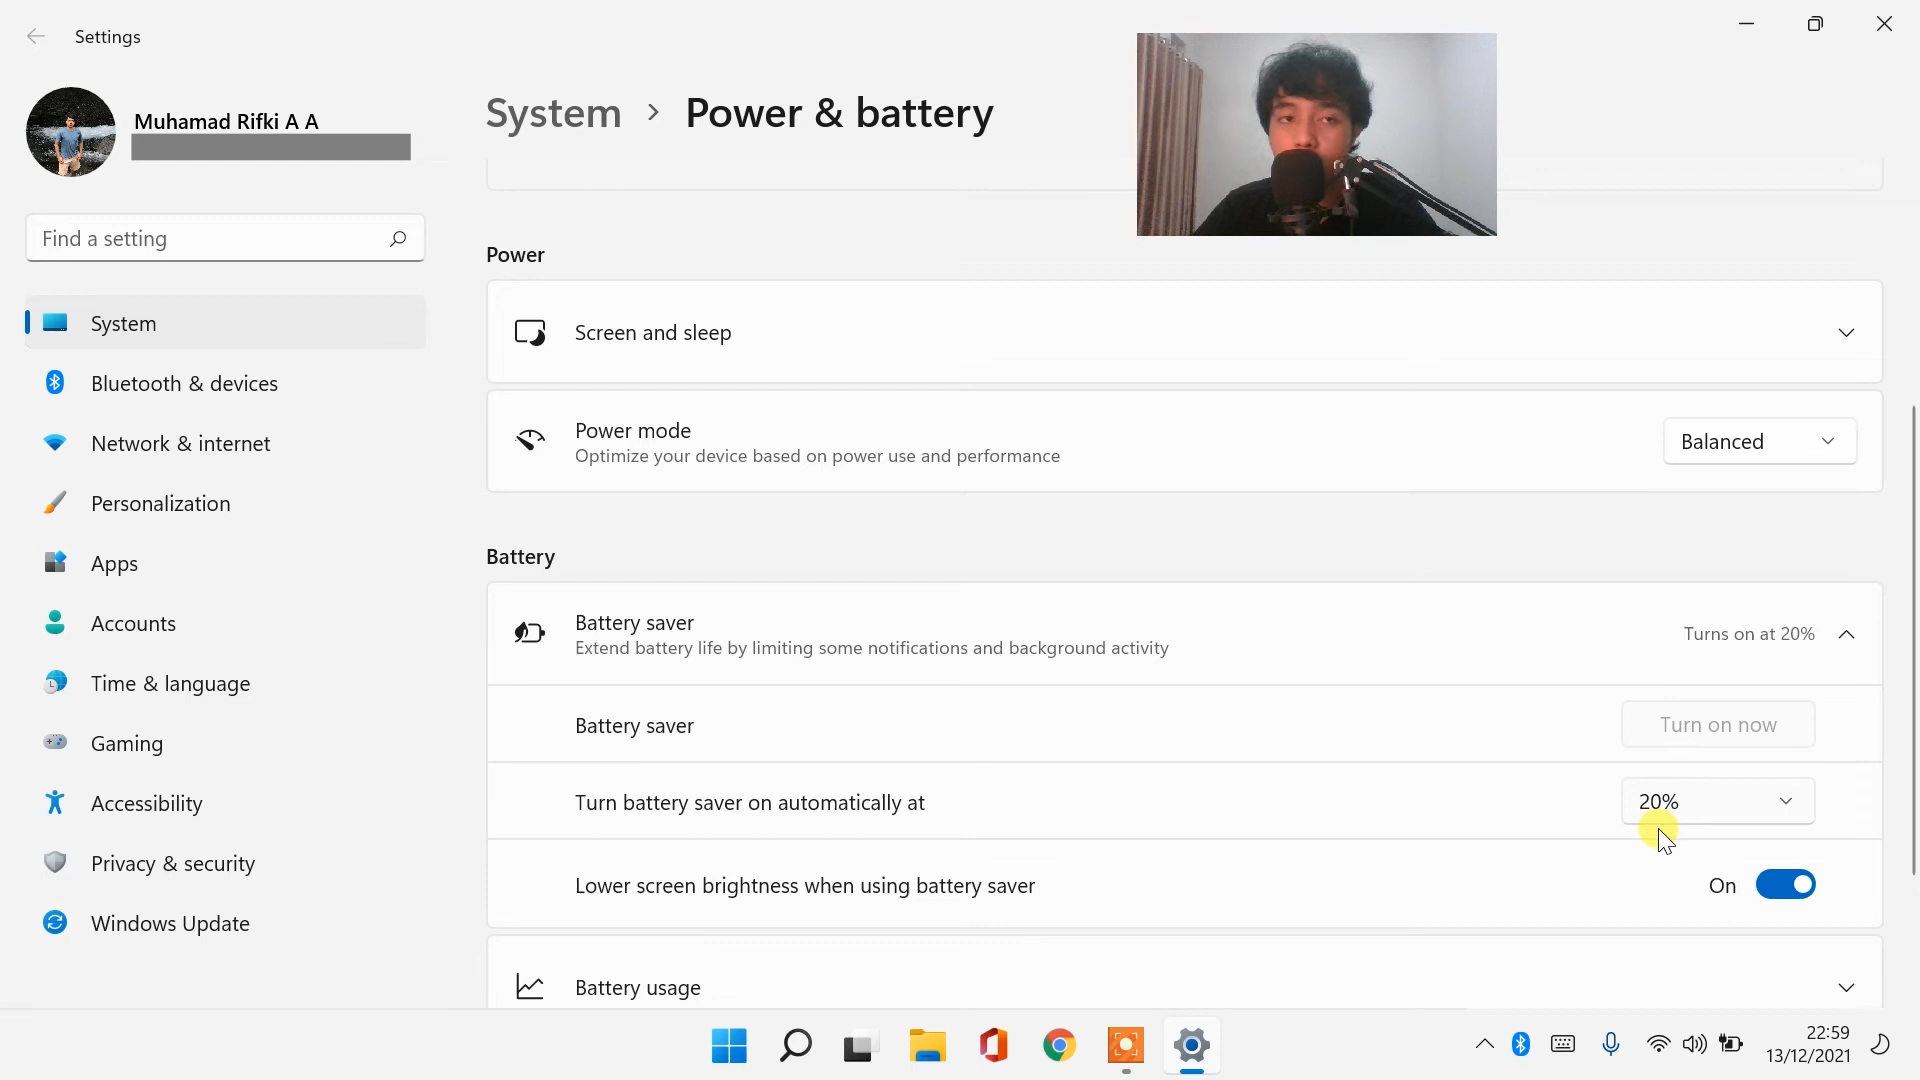 Settings
Muhamad Rifki A A
Find a setting
System
Bluetooth & devices
Network & internet
Personalization
Apps
Accounts
Time & language
Gaming
Accessibility
Privacy & security
Windows Update
System > Power & battery
Power
Screen and sleep
Power mode
Optimize your device based on power use and performance
Balanced
Battery
Battery saver
Extend battery life by limiting some notifications and background activity
Turns on at 20%
Battery saver
Turn on now
Turn battery saver on automatically at
20%
Lower screen brightness when using battery saver
On
Battery usage
22:59
13/12/2021